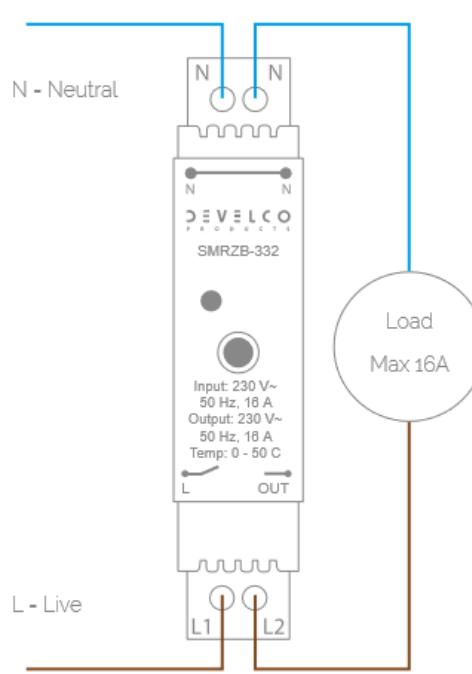 N - Neutral
N N
N N
DEVELCO
PRODUCTS
SMRZB-332
Load
Max 16A
Input: 230 V~
50 Hz, 16 A
Output: 230 V~
50 Hz, 16 A
Temp: 0 - 50 C
L OUT
L - Live
L1 L2